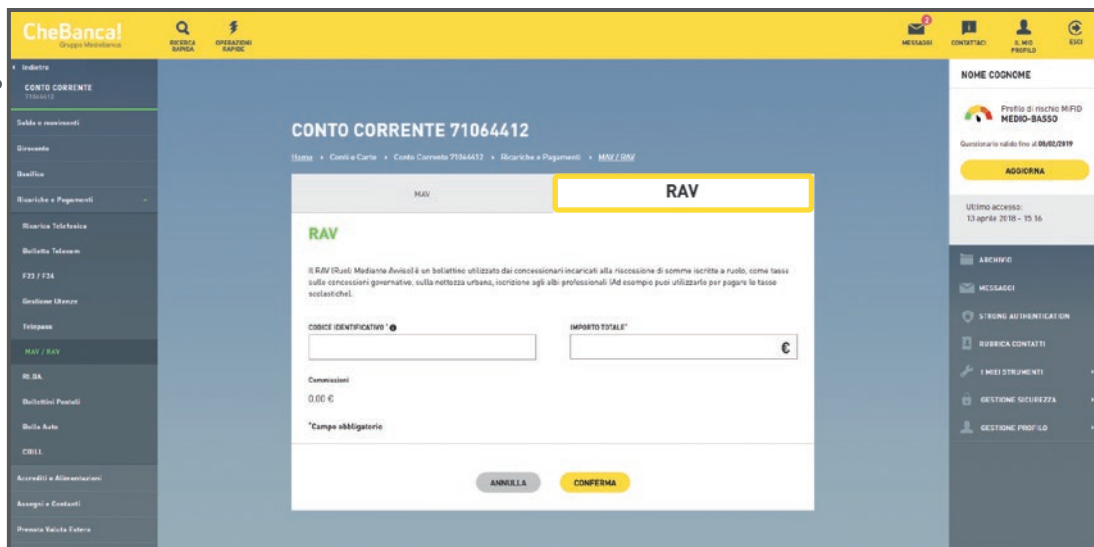 CheBanca!
Gruppo Mediobanca
RICERCA RAPIDA
OPERAZIONI RAPIDE
2
MESSAGGI
CONTATTACI
IL MIO PROFILO
ESCI
Indietro
CONTO CORRENTE
71064412
Saldo e movimenti
Giroconto
Bonifico
Ricariche e Pagamenti
Ricarica Telefonica
Bolletta Telecom
F23 / F24
Gestione Utenze
Telepass
MAV / RAV
RI.BA.
Bollettini Postali
Bollo Auto
CBILL
Accrediti e Alimentazioni
Assegni e Contanti
Prenota Valuta Estera
CONTO CORRENTE 71064412
Home › Conti e Carte › Conto Corrente 71064412 › Ricariche e Pagamenti › MAV / RAV
MAV
RAV
RAV
Il RAV (Ruoli Mediante Avviso) è un bollettino utilizzato dai concessionari incaricati alla riscossione di somme iscritte a ruolo, come tasse
sulle concessioni governative, sulla nettezza urbana, iscrizione agli albi professionali (Ad esempio puoi utilizzarlo per pagare le tasse
scolastiche).
CODICE IDENTIFICATIVO *
IMPORTO TOTALE*
€
Commissioni
0,00 €
*Campo obbligatorio
ANNULLA
CONFERMA
NOME COGNOME
Profilo di rischio MiFID
MEDIO-BASSO
Questionario valido fino al 08/02/2019
AGGIORNA
Ultimo accesso:
13 aprile 2018 - 15:16
ARCHIVIO
MESSAGGI
STRONG AUTHENTICATION
RUBRICA CONTATTI
I MIEI STRUMENTI
GESTIONE SICUREZZA
GESTIONE PROFILO